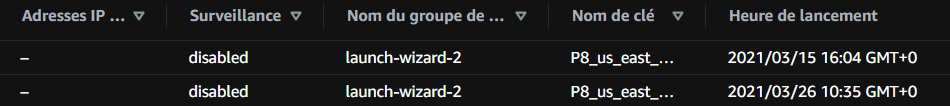 Adresses IP ... Surveillance Nom du groupe de ... Nom de clé Heure de lancement
– disabled launch-wizard-2 P8_us_east_... 2021/03/15 16:04 GMT+0
– disabled launch-wizard-2 P8_us_east_... 2021/03/26 10:35 GMT+0